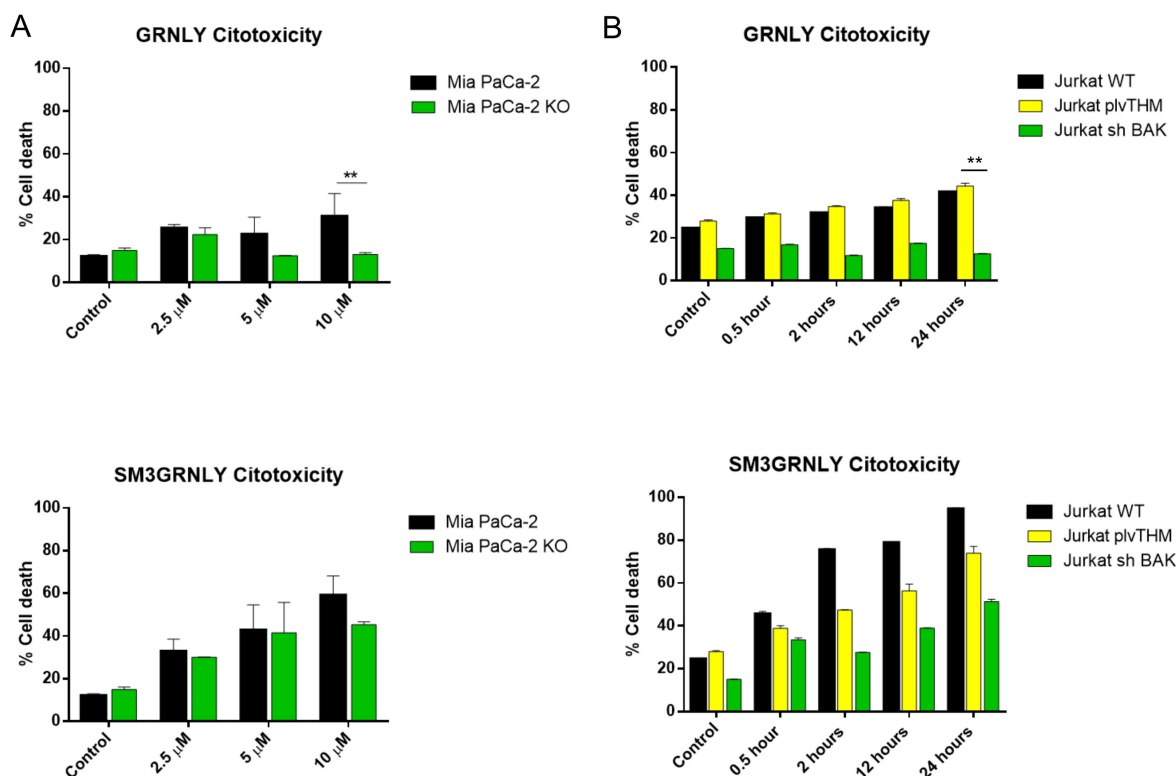 A
GRNLY Citotoxicity
% Cell death
100
80
60
40
20
0
**
Control
2.5 µM
5 µM
10 µM
Mia PaCa-2
Mia PaCa-2 KO
B
GRNLY Citotoxicity
% Cell death
100
80
60
40
20
0
**
Control
0.5 hour
2 hours
12 hours
24 hours
Jurkat WT
Jurkat plvTHM
Jurkat sh BAK
SM3GRNLY Citotoxicity
% Cell death
100
80
60
40
20
0
Control
2.5 µM
5 µM
10 µM
Mia PaCa-2
Mia PaCa-2 KO
SM3GRNLY Citotoxicity
% Cell death
100
80
60
40
20
0
Control
0.5 hour
2 hours
12 hours
24 hours
Jurkat WT
Jurkat plvTHM
Jurkat sh BAK